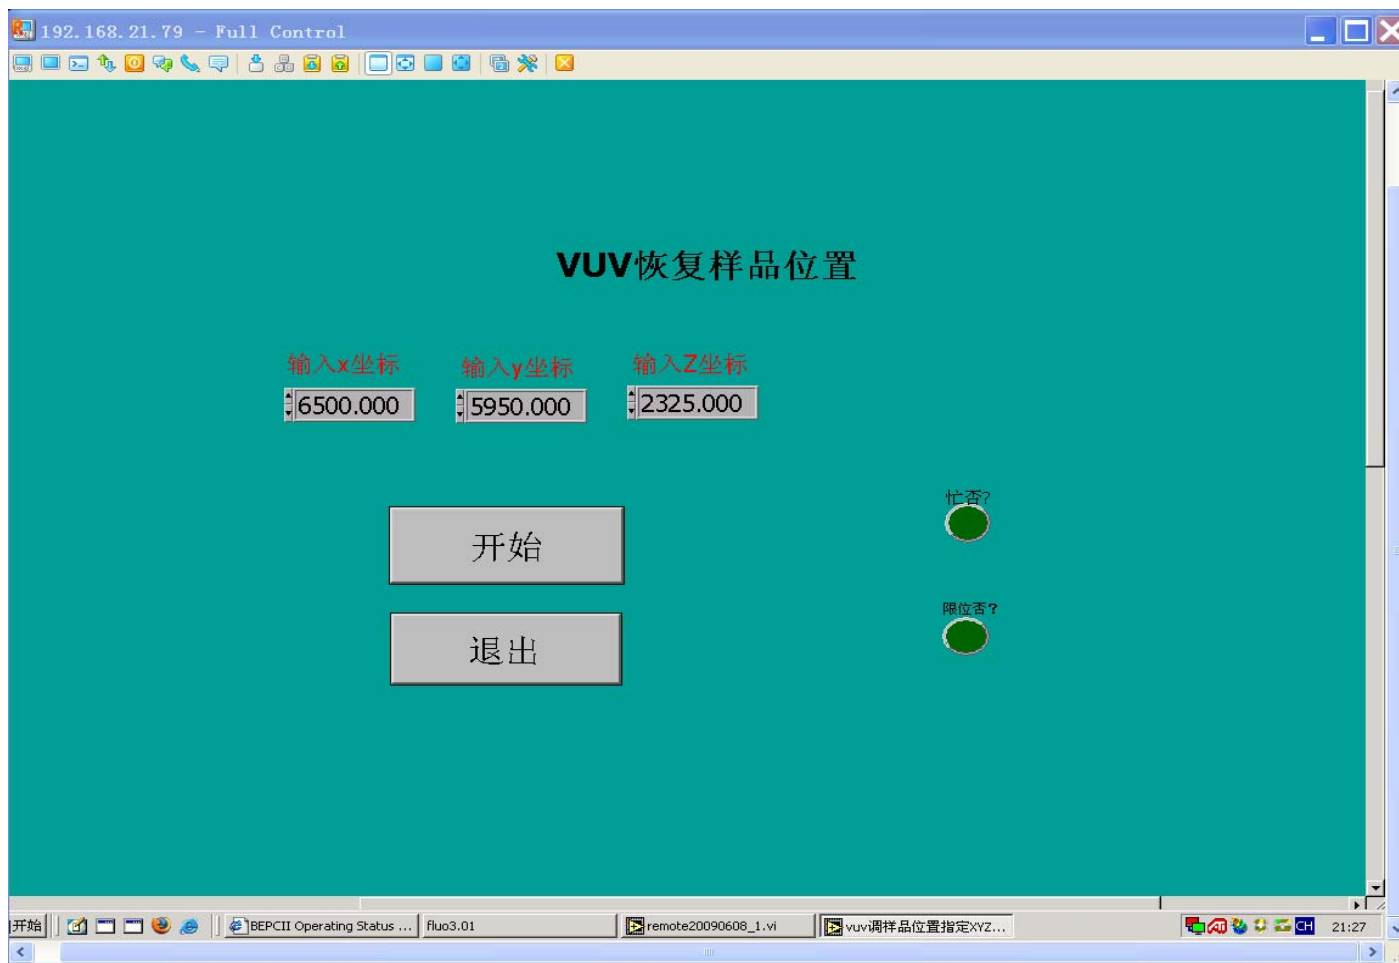 192.168.21.79 - Full Control
VUV恢复样品位置
输入x坐标
输入y坐标
输入Z坐标
6500.000
5950.000
2325.000
忙否?
开始
限位否?
退出
开始
BEPCII Operating Status ...
fluo3.01
remote20090608_1.vi
vuv调样品位置指定XYZ...
CH
21:27